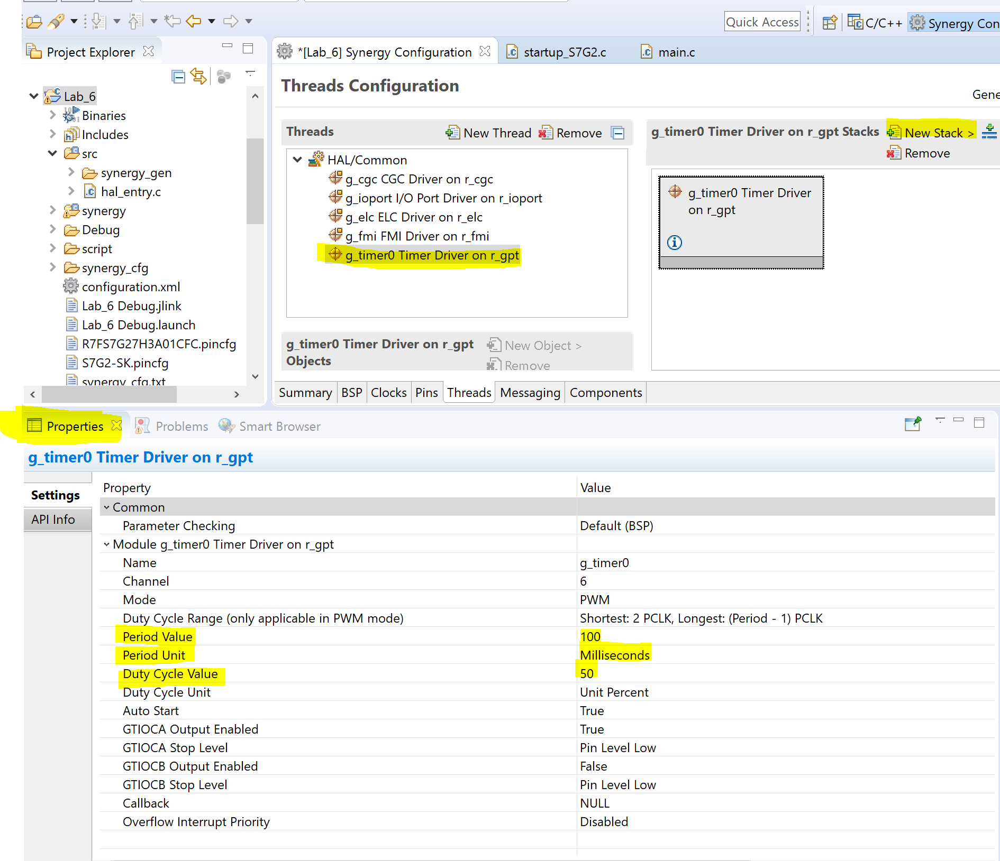 Quick Access
C/C++
Synergy Con
Project Explorer
*[Lab_6] Synergy Configuration
startup_S7G2.c
main.c
Lab_6
Binaries
Includes
src
synergy_gen
hal_entry.c
synergy
Debug
script
synergy_cfg
configuration.xml
Lab_6 Debug.jlink
Lab_6 Debug.launch
R7FS7G27H3A01CFC.pincfg
S7G2-SK.pincfg
synergy_cfg.txt
Threads Configuration
Gene
Threads
New Thread
Remove
HAL/Common
g_cgc CGC Driver on r_cgc
g_ioport I/O Port Driver on r_ioport
g_elc ELC Driver on r_elc
g_fmi FMI Driver on r_fmi
g_timer0 Timer Driver on r_gpt
g_timer0 Timer Driver on r_gpt Stacks
New Stack >
Remove
g_timer0 Timer Driver
on r_gpt
g_timer0 Timer Driver on r_gpt
Objects
New Object >
Remove
Summary BSP Clocks Pins Threads Messaging Components
Properties Problems Smart Browser
g_timer0 Timer Driver on r_gpt
Settings
API Info
Property Value
Common
Parameter Checking Default (BSP)
Module g_timer0 Timer Driver on r_gpt
Name g_timer0
Channel 6
Mode PWM
Duty Cycle Range (only applicable in PWM mode) Shortest: 2 PCLK, Longest: (Period - 1) PCLK
Period Value 100
Period Unit Milliseconds
Duty Cycle Value 50
Duty Cycle Unit Unit Percent
Auto Start True
GTIOCA Output Enabled True
GTIOCA Stop Level Pin Level Low
GTIOCB Output Enabled False
GTIOCB Stop Level Pin Level Low
Callback NULL
Overflow Interrupt Priority Disabled